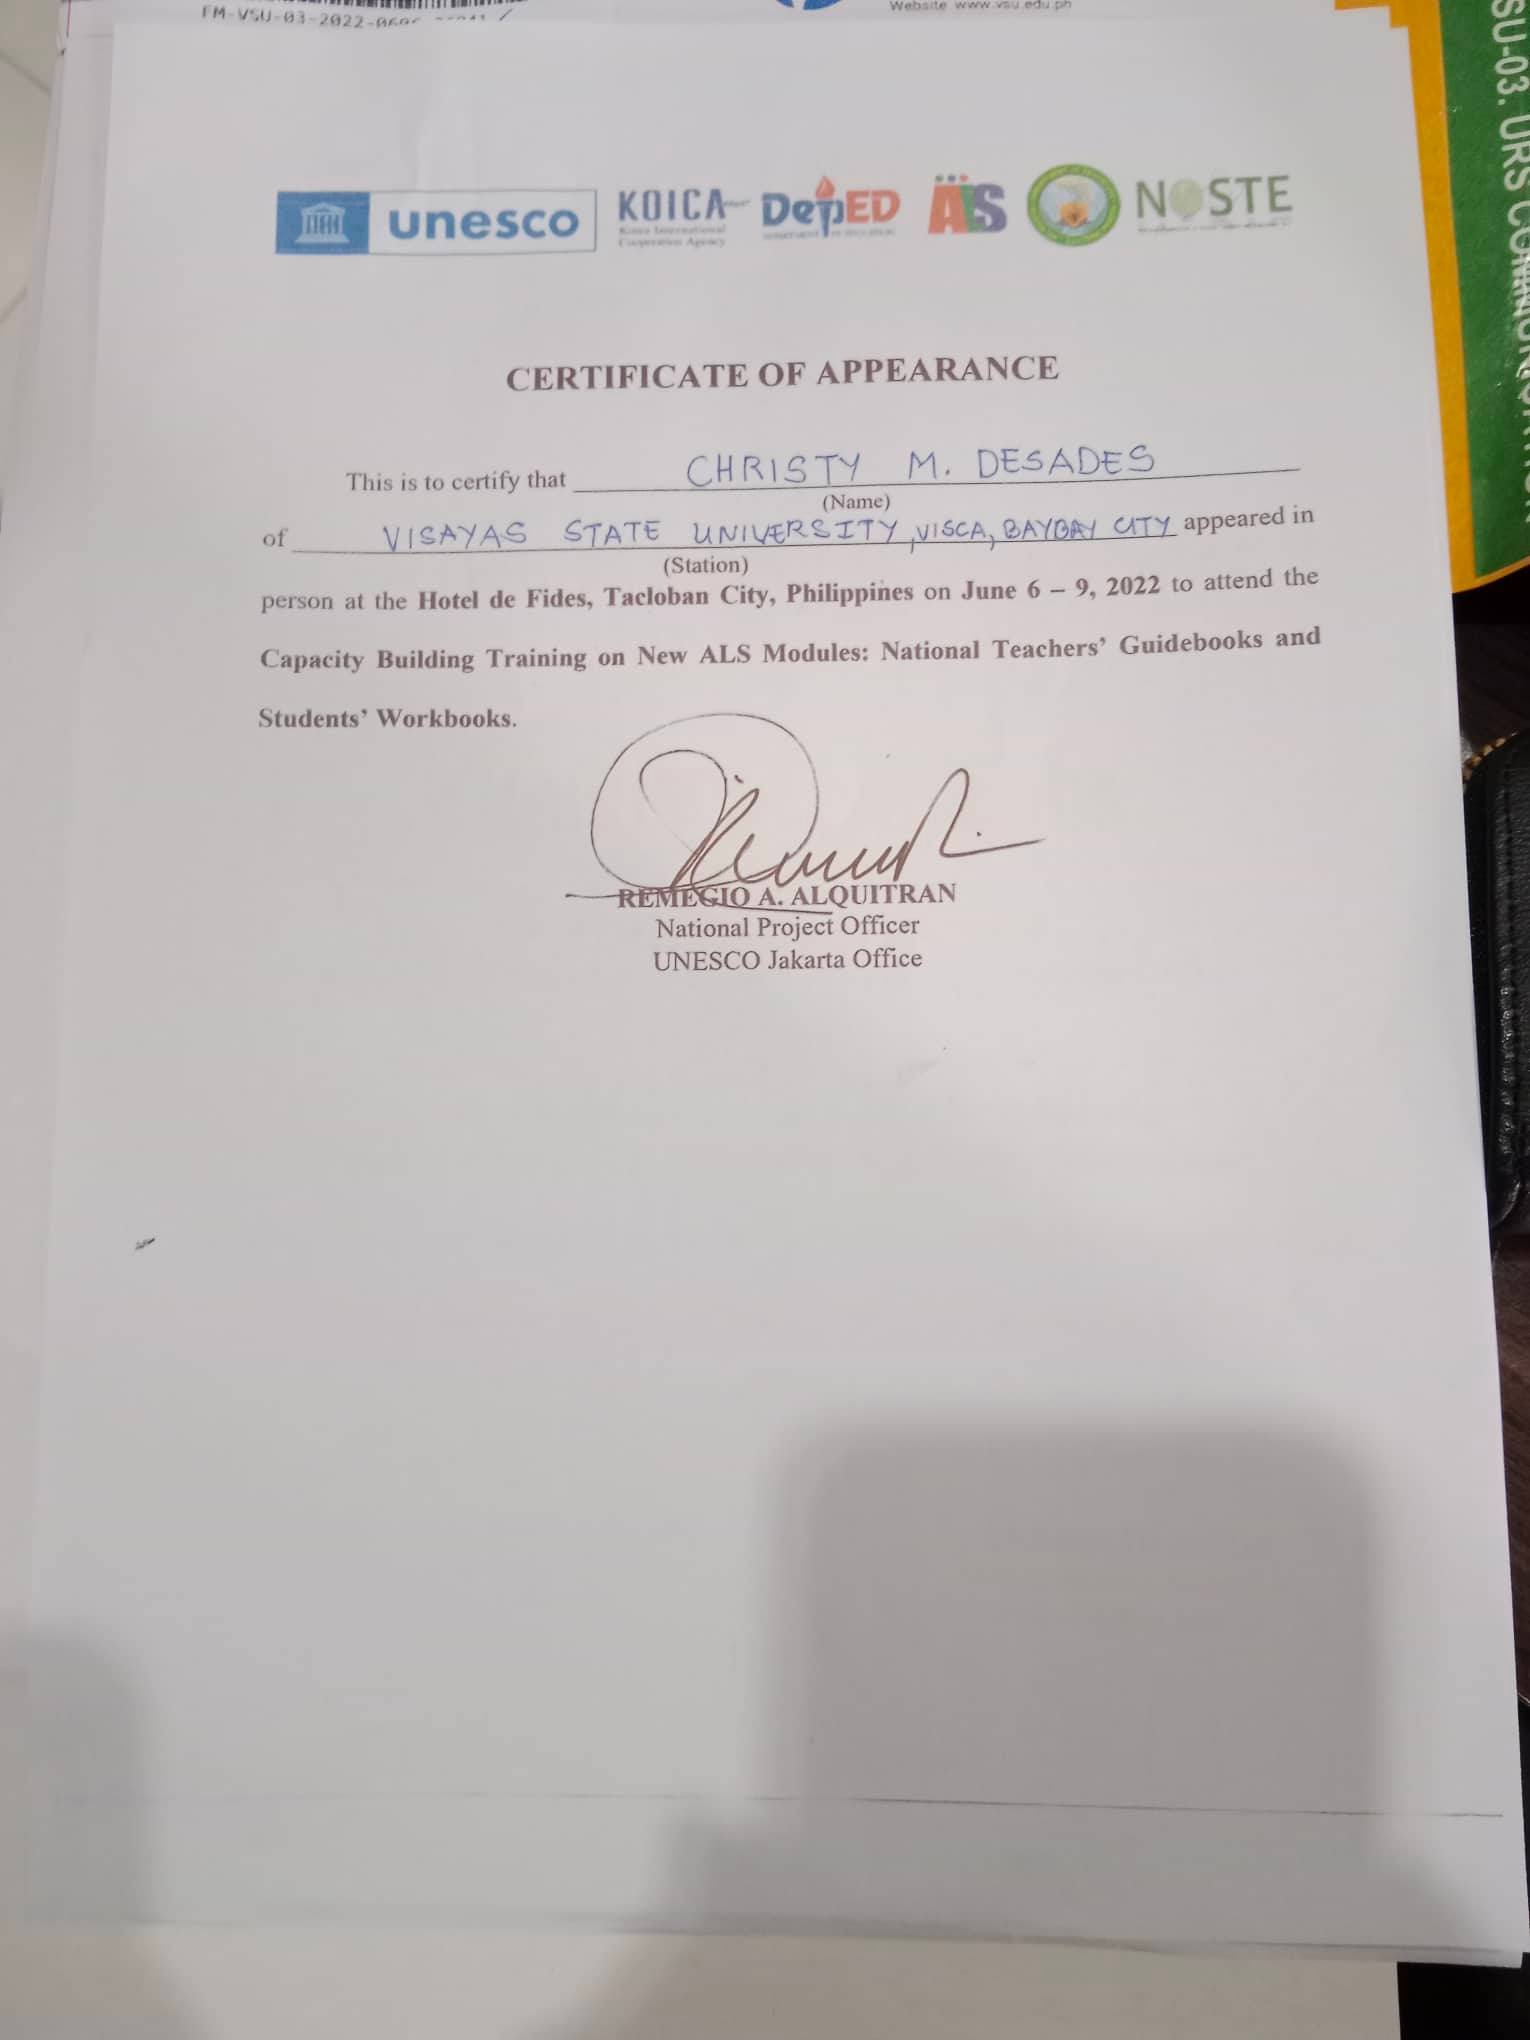 FM-VSU-03-2022-
Website www.vsu.edu.ph
SU-03. URS
unesco
KOICA
Korea International
Cooperation Agency
DepED
DEPARTMENT OF EDUCATION
ALS
NOSTE
CERTIFICATE OF APPEARANCE
This is to certify that CHRISTY M. DESADES
(Name)
of VISAYAS STATE UNIVERSITY, VISCA, BAYBAY CITY appeared in
(Station)
person at the Hotel de Fides, Tacloban City, Philippines on June 6 – 9, 2022 to attend the
Capacity Building Training on New ALS Modules: National Teachers’ Guidebooks and
Students’ Workbooks.
REMEGIO A. ALQUITRAN
National Project Officer
UNESCO Jakarta Office